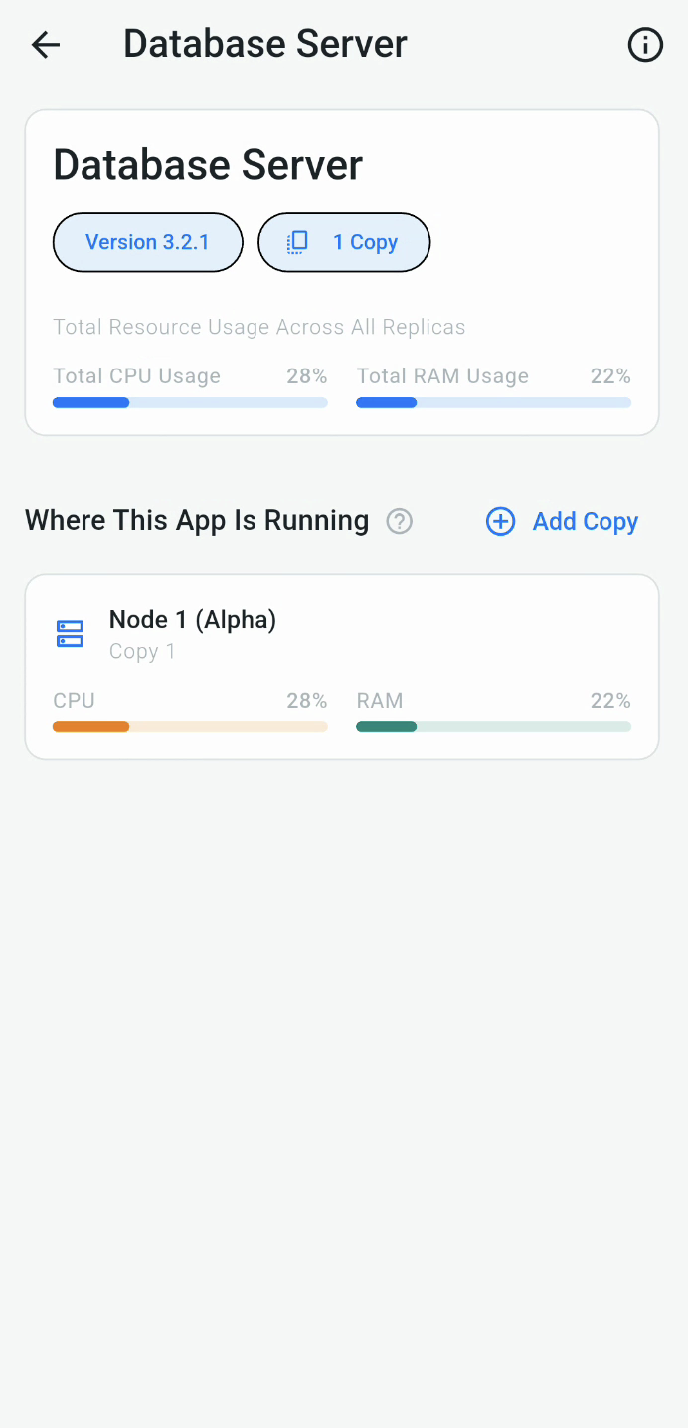 Database Server
Database Server
Version 3.2.1
1 Copy
Total Resource Usage Across All Replicas
Total CPU Usage 28% Total RAM Usage 22%
Where This App Is Running Add Copy
Node 1 (Alpha)
Copy 1
CPU 28% RAM 22%